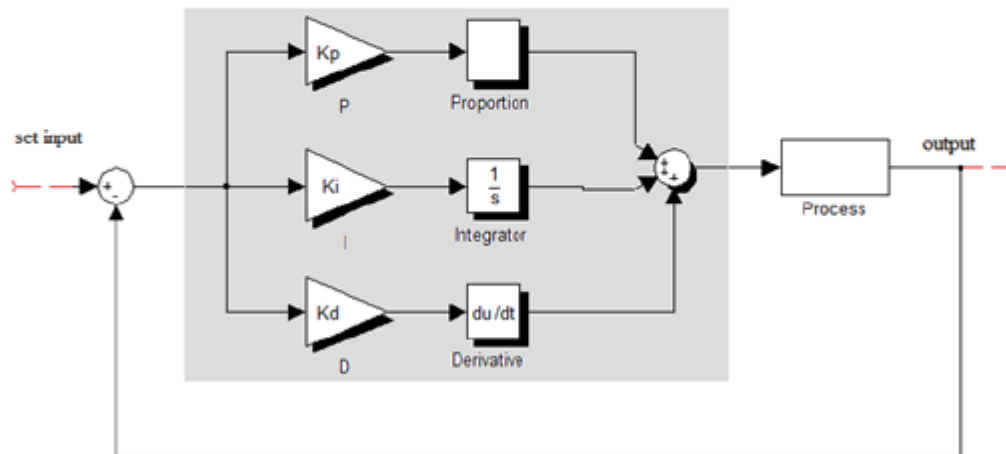 Kp
P
Proportion
set input
+
-
Ki
I
1
s
Integrator
+
+
+
output
Process
Kd
D
du/dt
Derivative